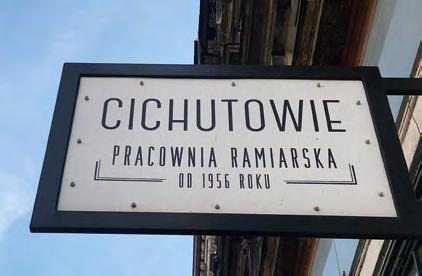 CICHUTOWIE
PRACOWNIA RAMIARSKA
OD 1956 ROKU